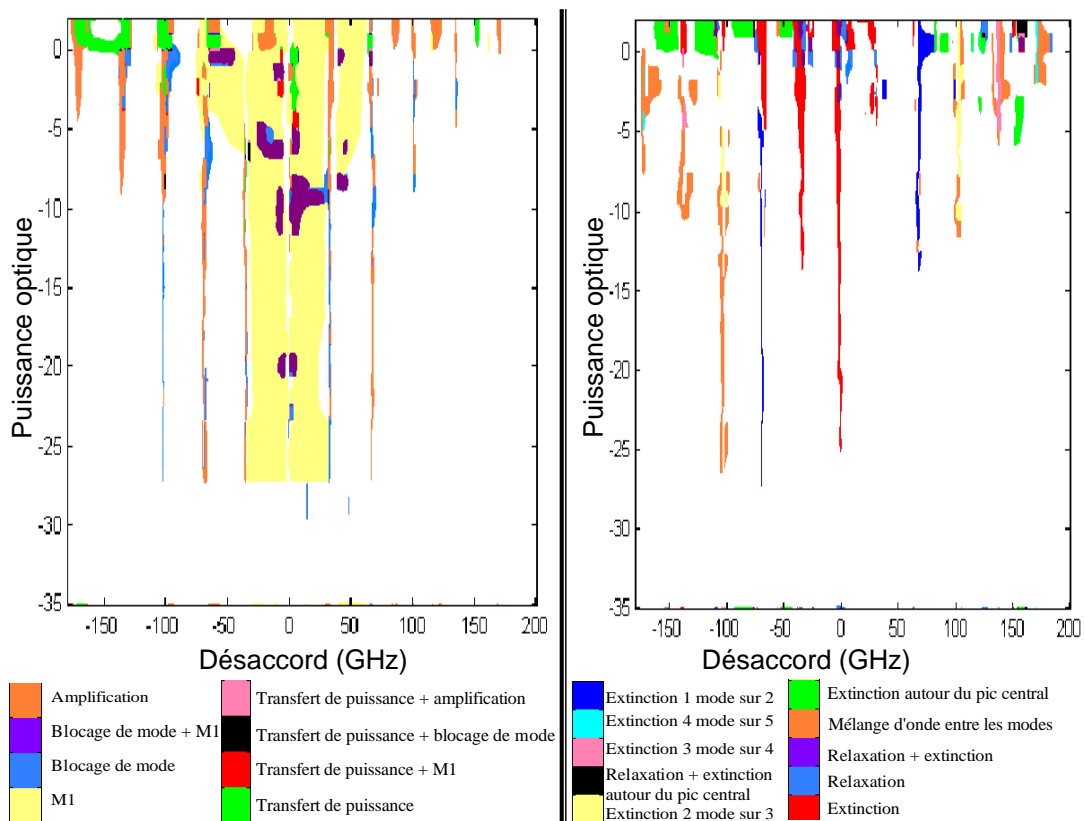 0
-5
-10
-15
-20
-25
-30
-35
-150
-100
-50
0
50
100
150
200
Puissance optique
Désaccord (GHz)
Amplification
Blocage de mode + M1
Blocage de mode
M1
Transfert de puissance + amplification
Transfert de puissance + blocage de mode
Transfert de puissance + M1
Transfert de puissance
0
-5
-10
-15
-20
-25
-30
-35
-150
-100
-50
0
50
100
150
200
Puissance optique
Désaccord (GHz)
Extinction 1 mode sur 2
Extinction 4 mode sur 5
Extinction 3 mode sur 4
Relaxation + extinction
autour du pic central
Extinction 2 mode sur 3
Extinction autour du pic central
Mélange d'onde entre les modes
Relaxation + extinction
Relaxation
Extinction